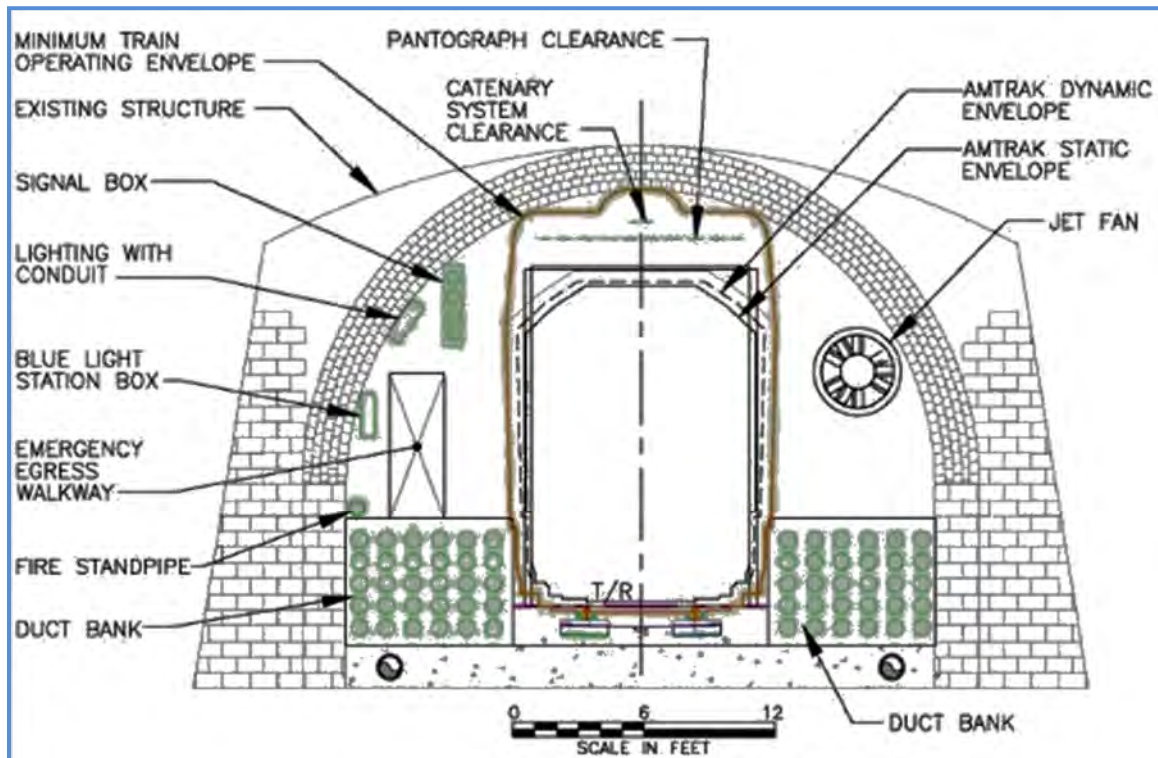 MINIMUM TRAIN
OPERATING ENVELOPE
EXISTING STRUCTURE
SIGNAL BOX
LIGHTING WITH
CONDUIT
BLUE LIGHT
STATION BOX
EMERGENCY
EGRESS
WALKWAY
FIRE STANDPIPE
DUCT BANK
PANTOGRAPH CLEARANCE
CATENARY
SYSTEM
CLEARANCE
AMTRAK DYNAMIC
ENVELOPE
AMTRAK STATIC
ENVELOPE
JET FAN
T/R
DUCT BANK
0 6 12
SCALE IN FEET